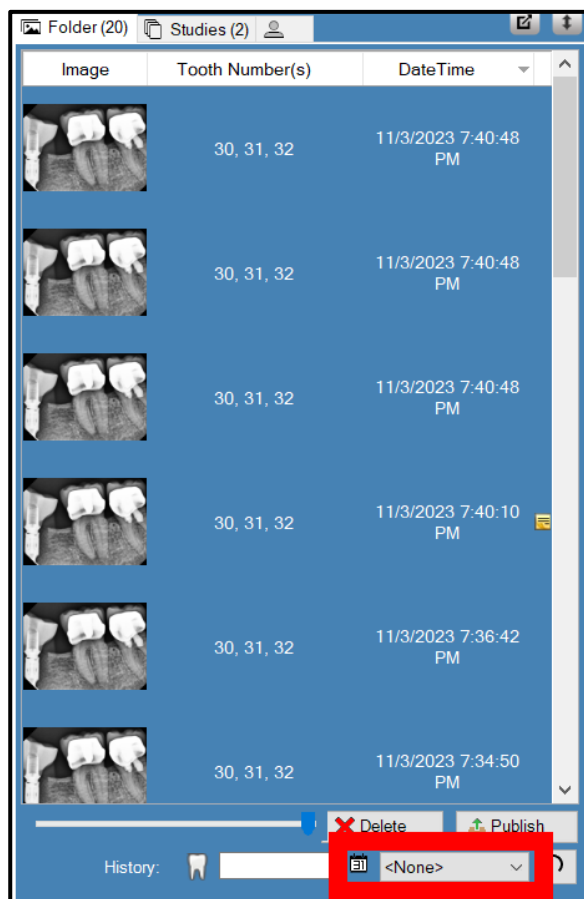 Folder (20) Studies (2)
Image Tooth Number(s) DateTime
30, 31, 32 11/3/2023 7:40:48
PM
30, 31, 32 11/3/2023 7:40:48
PM
30, 31, 32 11/3/2023 7:40:48
PM
30, 31, 32 11/3/2023 7:40:10
PM
30, 31, 32 11/3/2023 7:36:42
PM
30, 31, 32 11/3/2023 7:34:50
PM
Delete Publish
History: 31 <None>